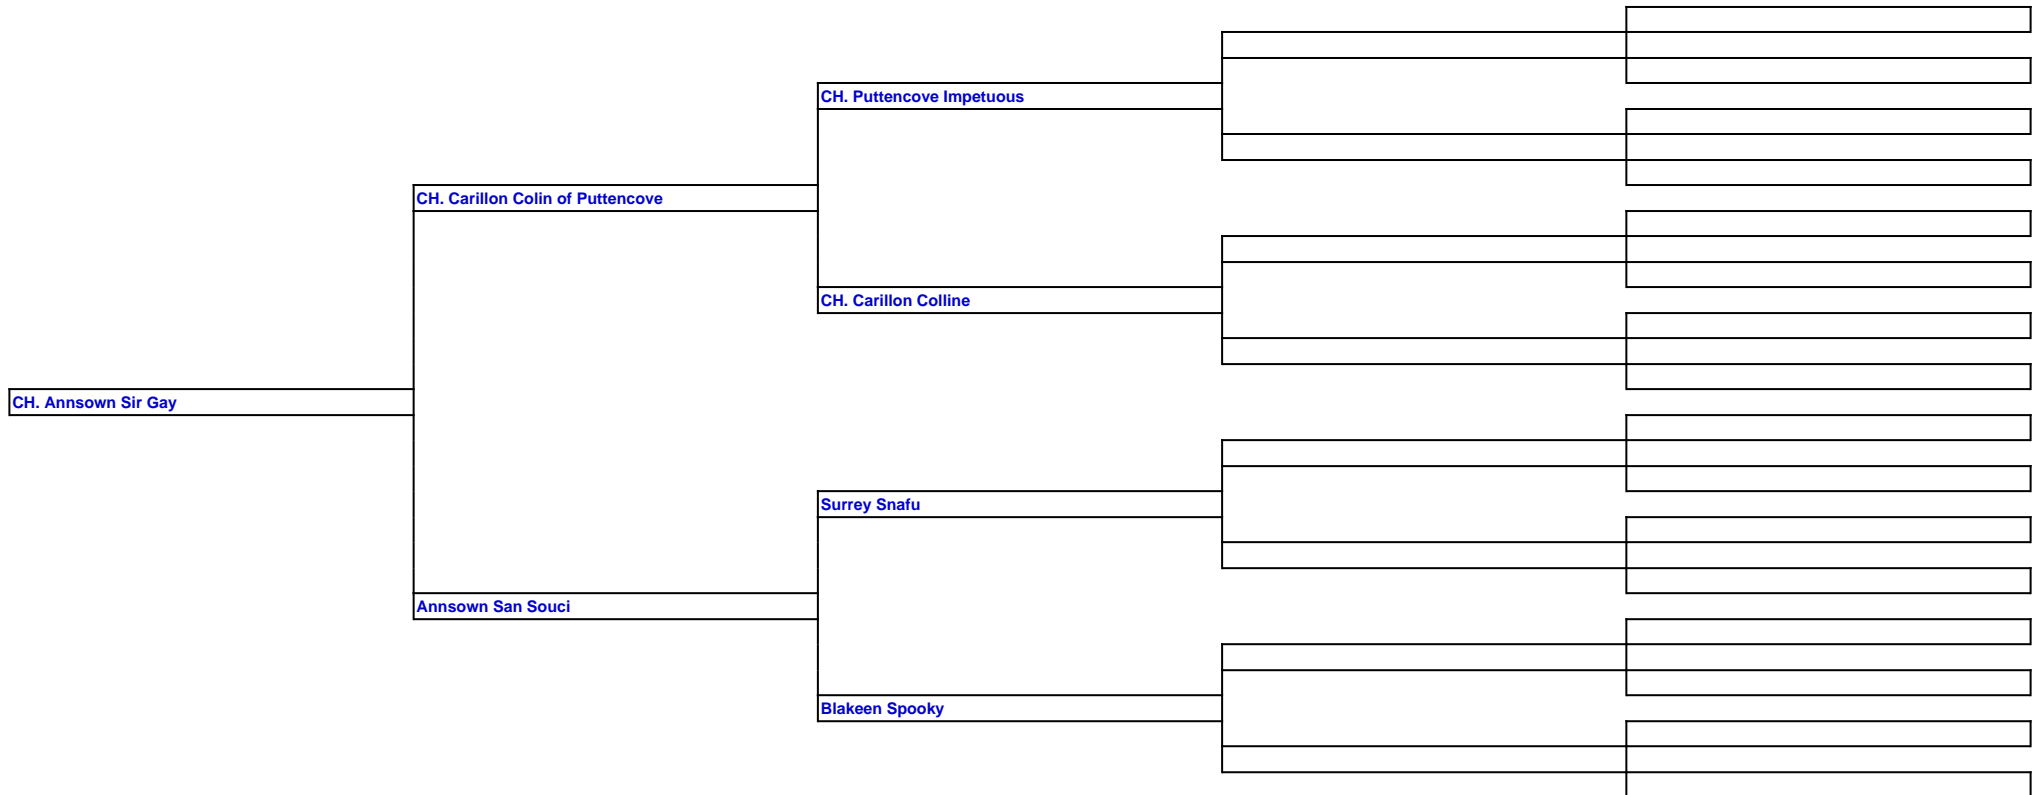 CH. Puttencove Impetuous
CH. Carillon Colin of Puttencove
CH. Carillon Colline
CH. Annsown Sir Gay
Surrey Snafu
Annsown San Souci
Blakeen Spooky